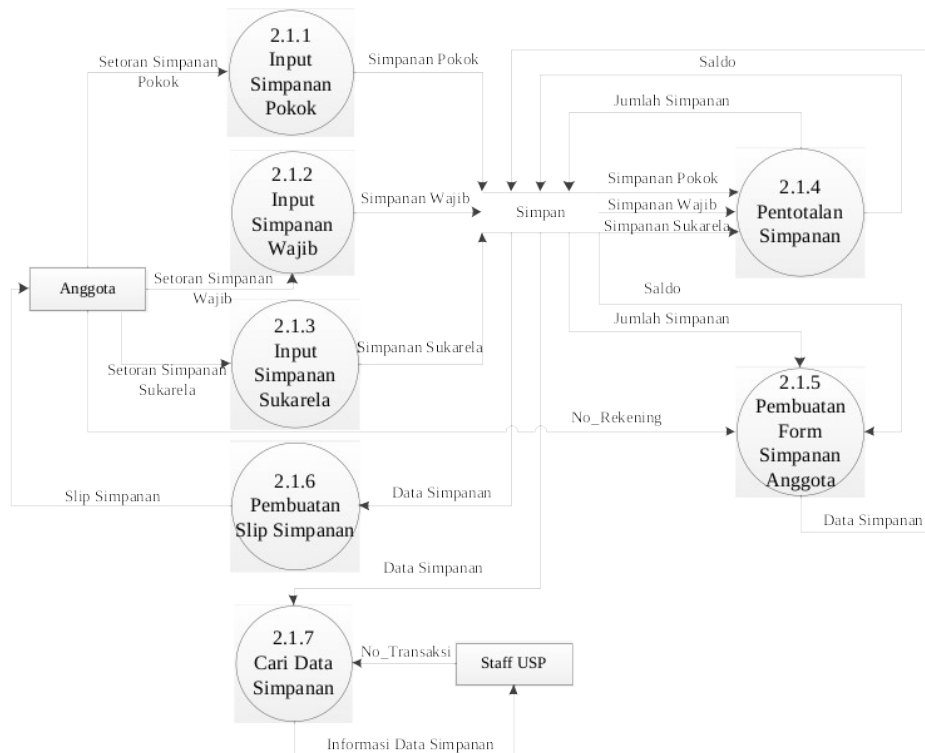 2.1.1
Input
Simpanan
Pokok
Setoran Simpanan
Pokok
Simpanan Pokok
Saldo
Jumlah Simpanan
2.1.2
Input
Simpanan
Wajib
Simpanan Wajib
Simpan
Simpanan Pokok
Simpanan Wajib
Simpanan Sukarela
2.1.4
Pentotalan
Simpanan
Anggota
Setoran Simpanan
Wajib
Saldo
Jumlah Simpanan
2.1.3
Input
Simpanan
Sukarela
Setoran Simpanan
Sukarela
Simpanan Sukarela
No_Rekening
2.1.5
Pembuatan
Form
Simpanan
Anggota
Slip Simpanan
2.1.6
Pembuatan
Slip Simpanan
Data Simpanan
Data Simpanan
Data Simpanan
2.1.7
Cari Data
Simpanan
No_Transaksi
Staff USP
Informasi Data Simpanan